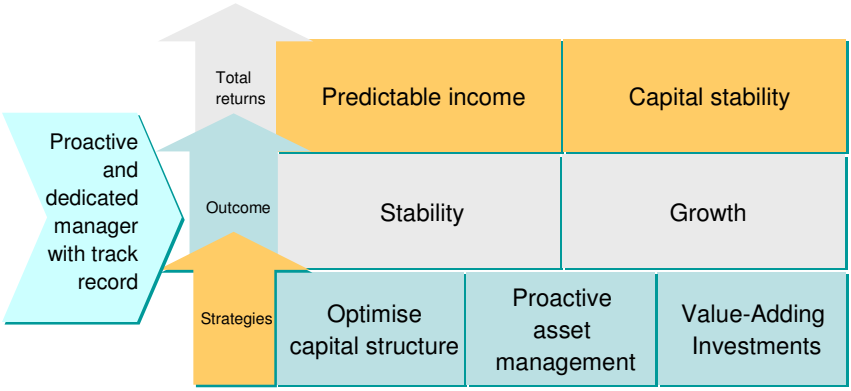 Total
returns
Predictable income
Capital stability
Proactive
and
dedicated
manager
with track
record
Outcome
Stability
Growth
Strategies
Optimise
capital structure
Proactive
asset
management
Value-Adding
Investments